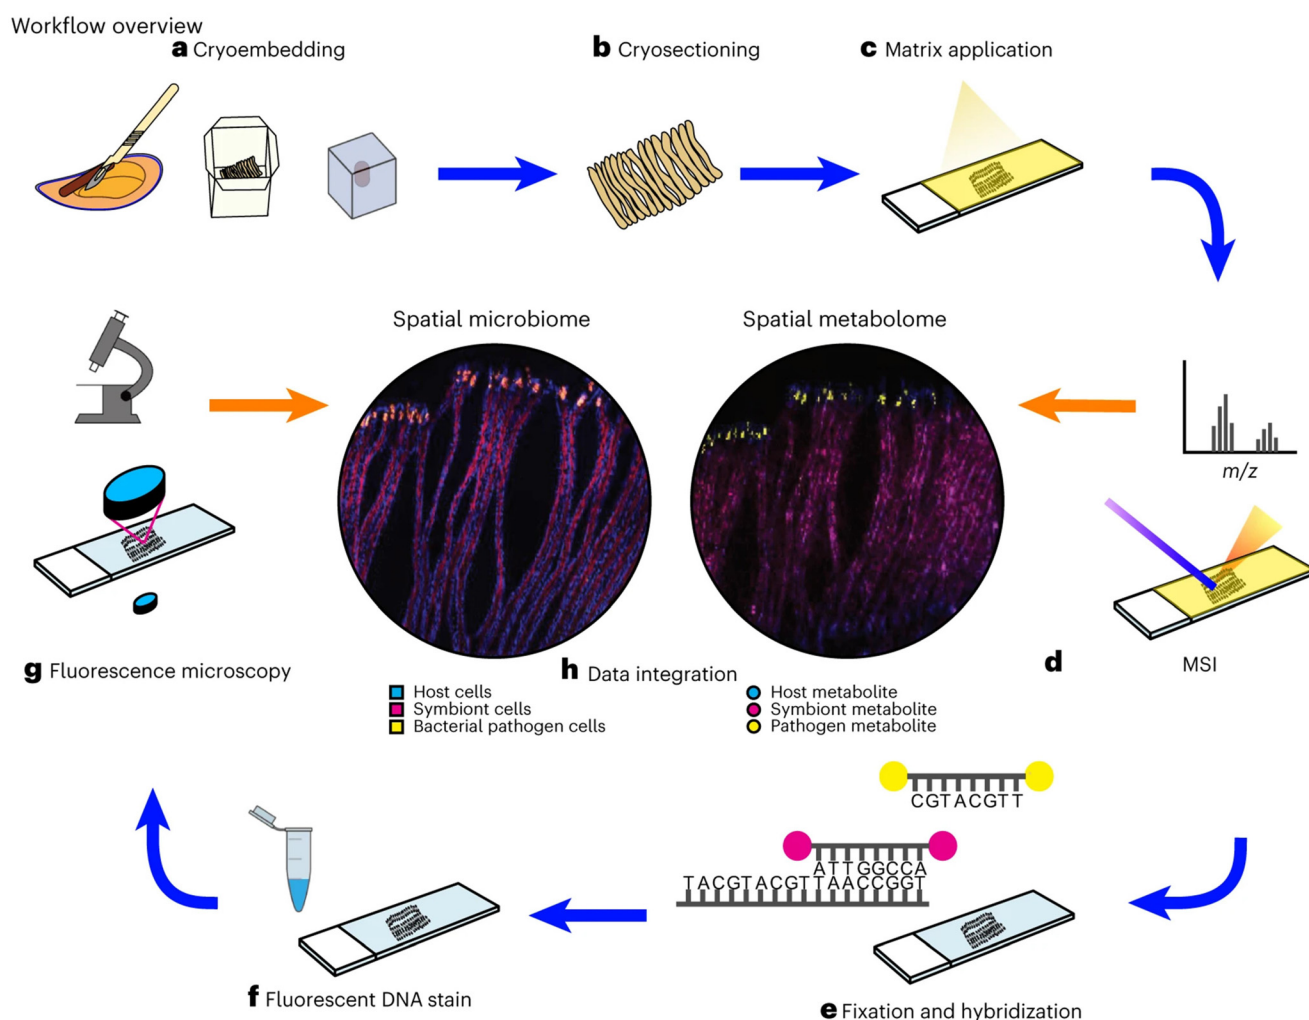 Workflow overview
a Cryoembedding
b Cryosectioning
c Matrix application
Spatial microbiome
Spatial metabolome
m/z
d MSI
g Fluorescence microscopy
h Data integration
Host cells
Symbiont cells
Bacterial pathogen cells
Host metabolite
Symbiont metabolite
Pathogen metabolite
CGTACGTT
ATTGGCCA
TACGTACGTTAACCGGT
f Fluorescent DNA stain
e Fixation and hybridization